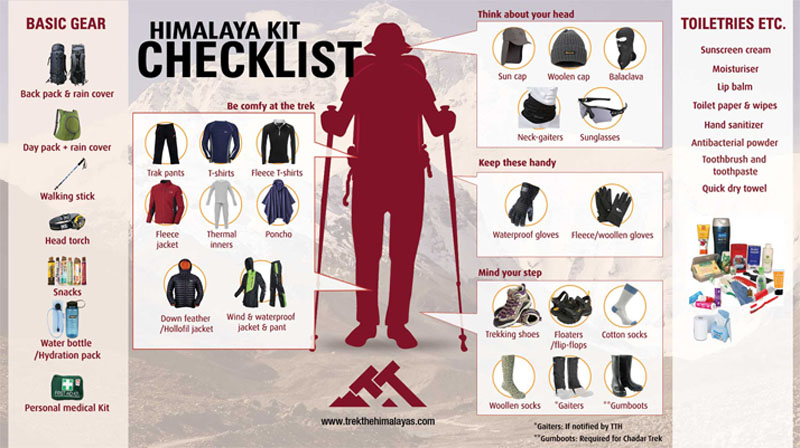 BASIC GEAR
Back pack & rain cover
Day pack + rain cover
Walking stick
Head torch
Snacks
Water bottle
/Hydration pack
FIRST AID
Personal medical Kit
HIMALAYA KIT
CHECKLIST
Be comfy at the trek
Trak pants
T-shirts
Fleece T-shirts
Fleece
jacket
Thermal
inners
Poncho
Down feather
/Hollofil jacket
Wind & waterproof
jacket & pant
www.trekthehimalayas.com
Think about your head
Sun cap
Woolen cap
Balaclava
Neck-gaiters
Sunglasses
Keep these handy
Waterproof gloves
Fleece/woollen gloves
Mind your step
Trekking shoes
Floaters
/flip-flops
Cotton socks
Woollen socks
*Gaiters
**Gumboots
*Gaiters: If notified by TTH
**Gumboots: Required for Chadar Trek
TOILETRIES ETC.
Sunscreen cream
Moisturiser
Lip balm
Toilet paper & wipes
Hand sanitizer
Antibacterial powder
Toothbrush and
toothpaste
Quick dry towel